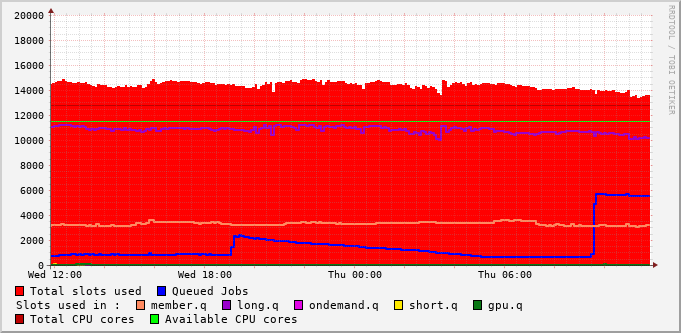 20000
18000
16000
14000
12000
10000
8000
6000
4000
2000
0
Wed 12:00 Wed 18:00 Thu 00:00 Thu 06:00
Total slots used Queued Jobs
Slots used in : member.q long.q ondemand.q short.q gpu.q
Total CPU cores Available CPU cores
RRDTOOL / TOBI OETIKER